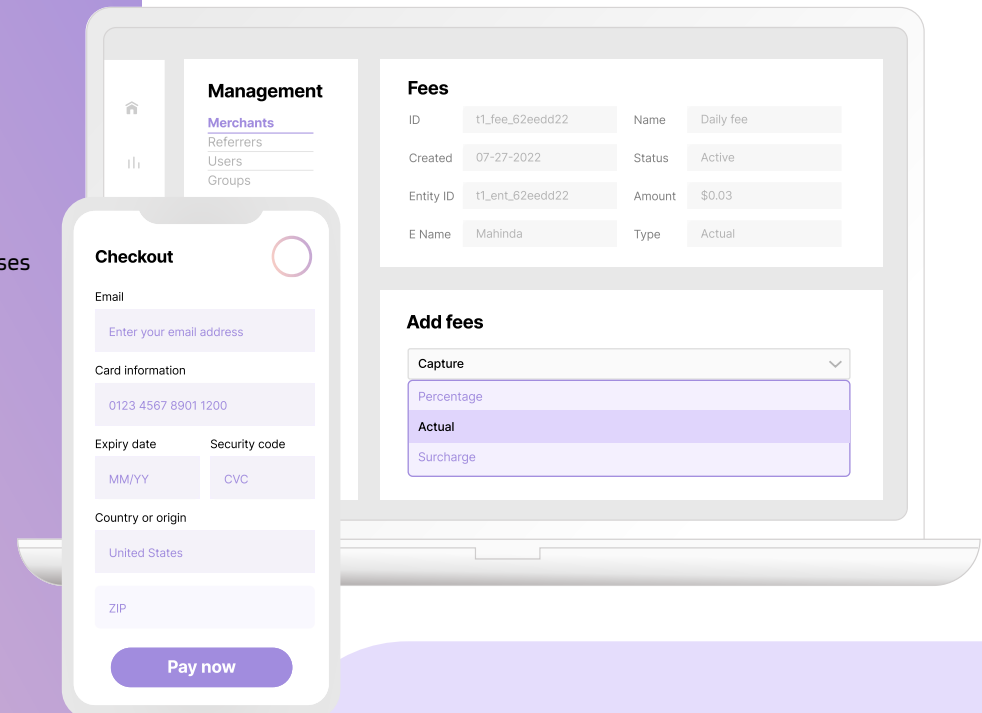 ses
Management
Merchants
Referrers
Users
Groups
Fees
ID t1_fee_62eedd22 Name Daily fee
Created 07-27-2022 Status Active
Entity ID t1_ent_62eedd22 Amount $0.03
E Name Mahinda Type Actual
Add fees
Capture
Percentage
Actual
Surcharge
Checkout
Email
Enter your email address
Card information
0123 4567 8901 1200
Expiry date Security code
MM/YY CVC
Country or origin
United States
ZIP
Pay now